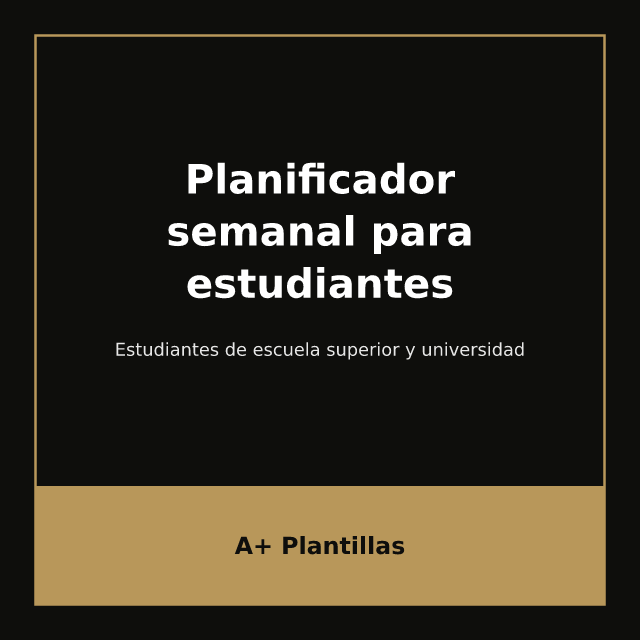 Planificador
semanal para
estudiantes
Estudiantes de escuela superior y universidad
A+ Plantillas